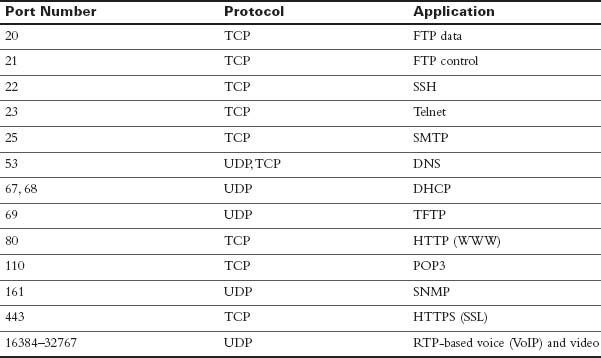 Port Number Protocol Application
20 TCP FTP data
21 TCP FTP control
22 TCP SSH
23 TCP Telnet
25 TCP SMTP
53 UDP, TCP DNS
67, 68 UDP DHCP
69 UDP TFTP
80 TCP HTTP (WWW)
110 TCP POP3
161 UDP SNMP
443 TCP HTTPS (SSL)
16384–32767 UDP RTP-based voice (VoIP) and video